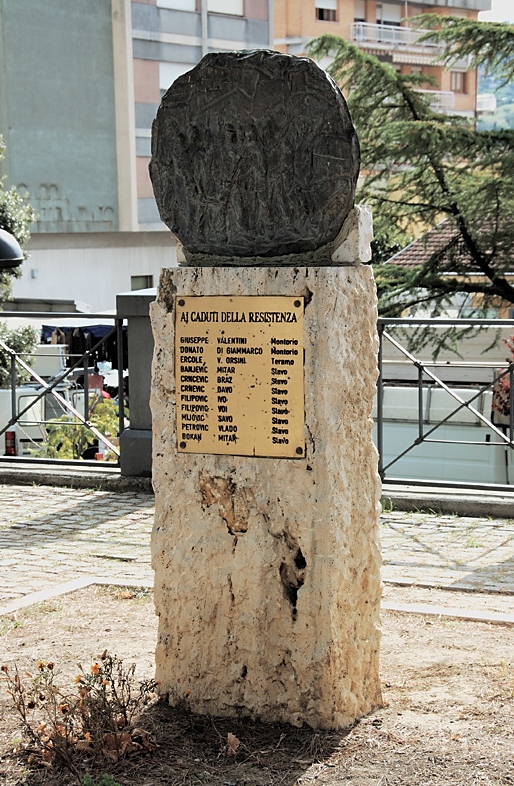 AJ CADUTI DELLA RESISTENZA
GIUSEPPE VALENTINI Montorio
DONATO DI GIAMMARCO Montorio
ERCOLE V. ORSINI Teramo
BANJEVIC MITAR Slavo
CRNCEVIC BRAZ Slavo
CRNEVIC DAVO Slavo
FILIPOVIC IVO Slavo
FILIPOVIC VOI Slavo
MIJOVIC SAVO Slavo
PETROVIC VLADO Slavo
BOKAN MITAR Slavo